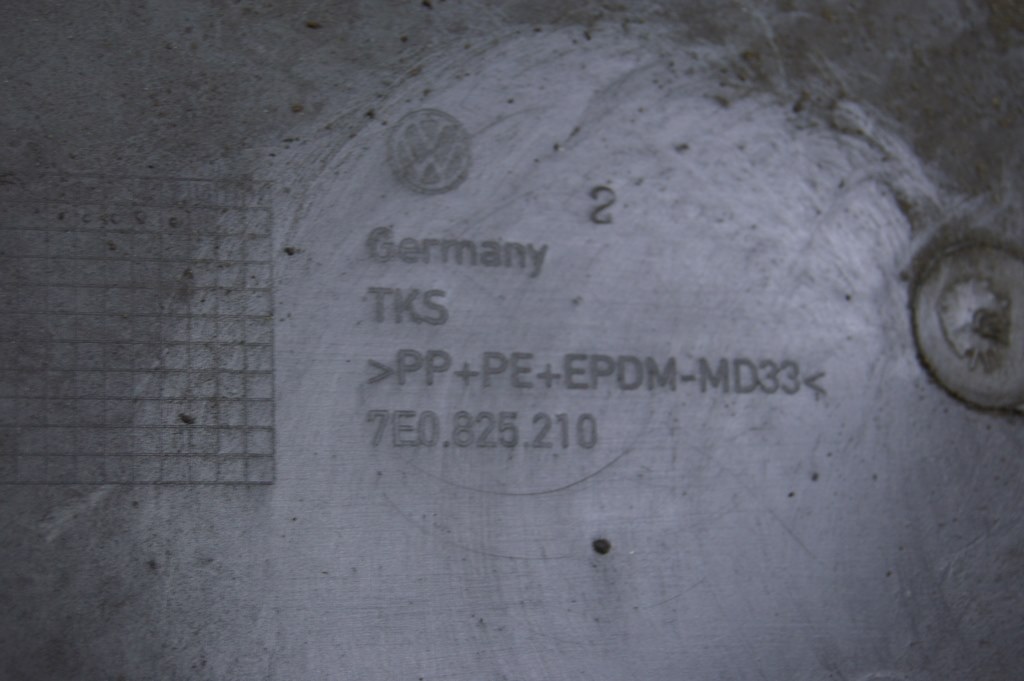 2
Germany
TKS
>PP+PE+EPDM-MD33<
7E0.825.210